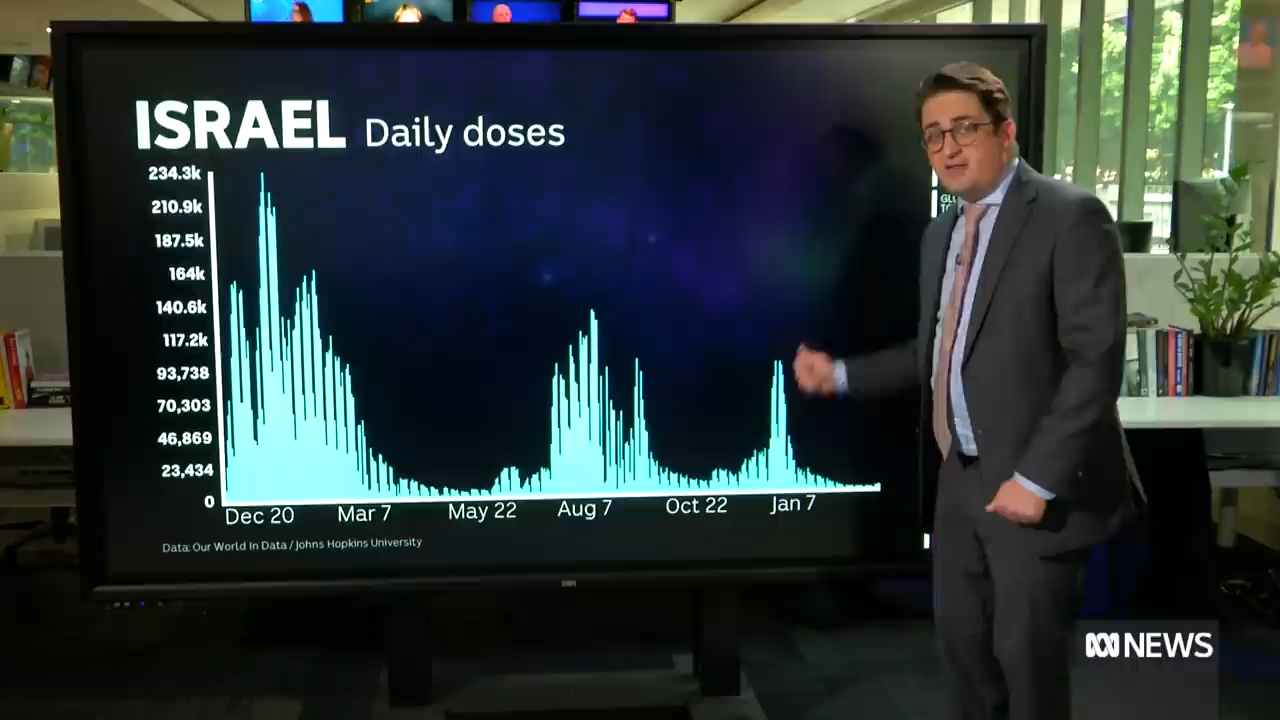 ISRAEL Daily doses
234.3k
210.9k
187.5k
164k
140.6k
117.2k
93,738
70,303
46,869
23,434
0
Dec 20 Mar 7 May 22 Aug 7 Oct 22 Jan 7
Data: Our World In Data / Johns Hopkins University
NEWS